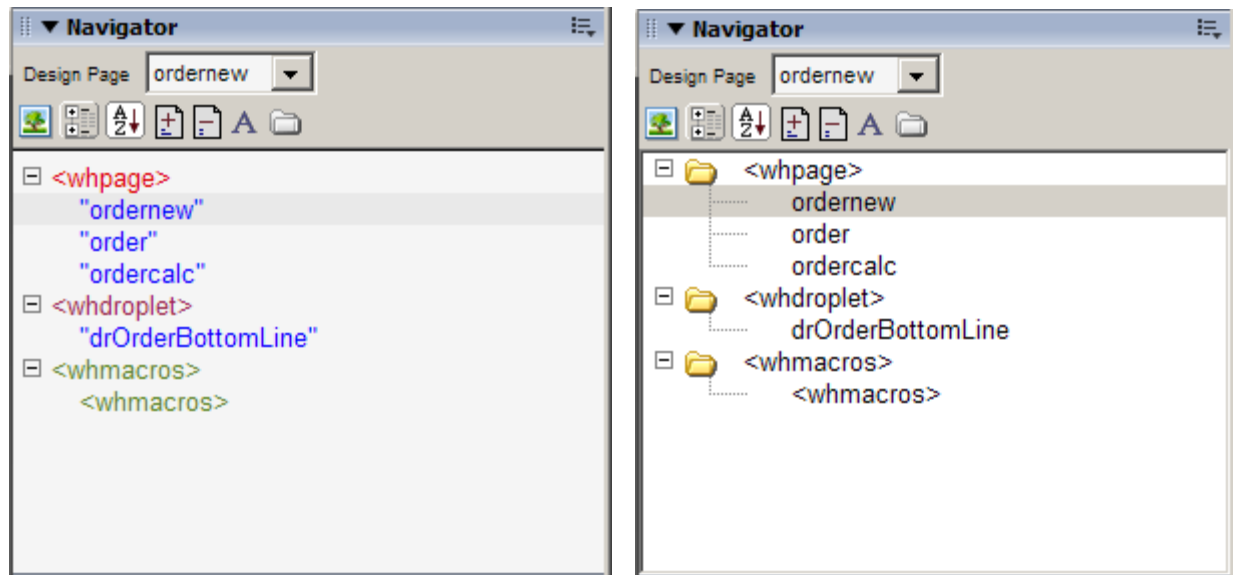 Navigator
Design Page ordernew
A
Z
A
<whpage>
"ordernew"
"order"
"ordercalc"
<whdroplet>
"drOrderBottomLine"
<whmacros>
<whmacros>
Navigator
Design Page ordernew
A
Z
A
<whpage>
ordernew
order
ordercalc
<whdroplet>
drOrderBottomLine
<whmacros>
<whmacros>